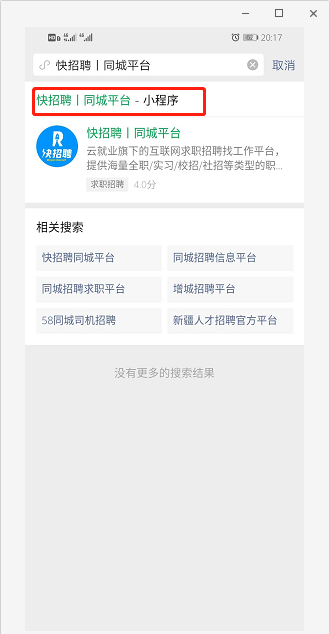 20:17
快招聘丨同城平台
取消
快招聘丨同城平台 - 小程序
快招聘
快招聘丨同城平台
云就业旗下的互联网求职招聘找工作平台,
提供海量全职/实习/校招/社招等类型的职...
求职招聘 4.0分
相关搜索
快招聘同城平台
同城招聘信息平台
同城招聘求职平台
增城招聘平台
58同城司机招聘
新疆人才招聘官方平台
没有更多的搜索结果